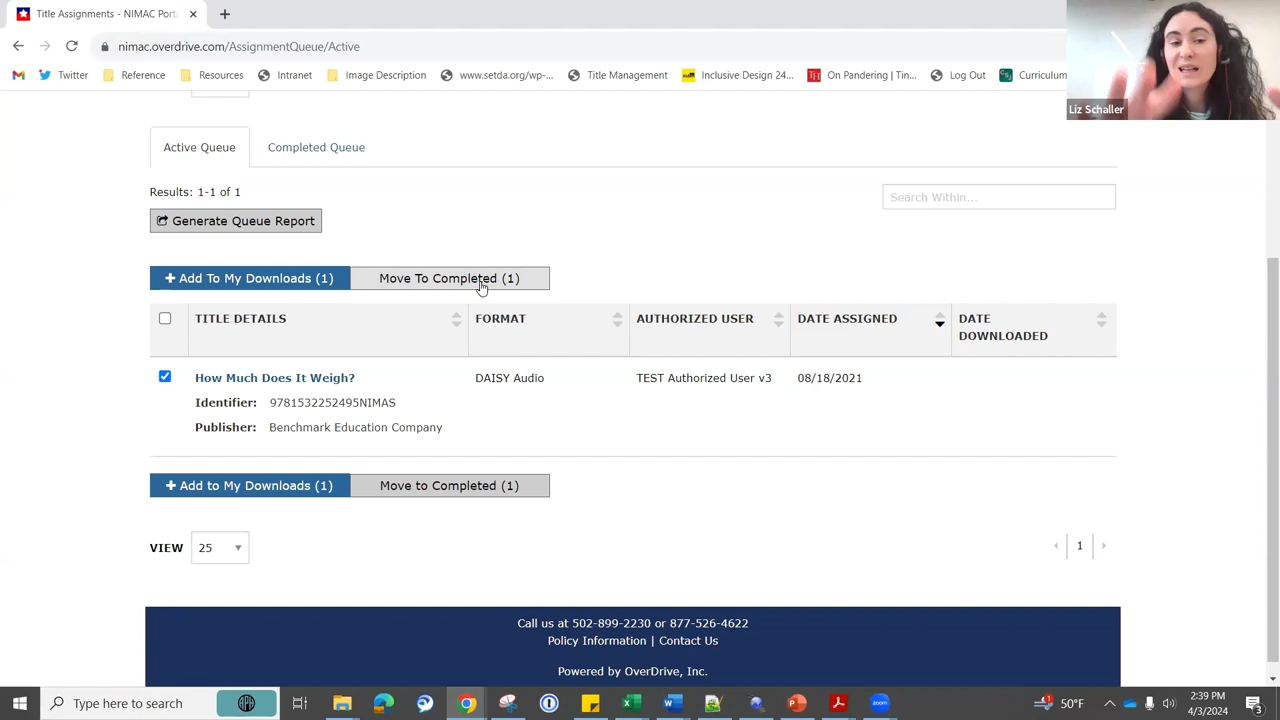 Title Assignments - NIMAC Port
nimac.overdrive.com/AssignmentQueue/Active
Twitter
Reference
Resources
Intranet
Image Description
www.setda.org/wp-...
Title Management
Inclusive Design 24...
On Pandering | Tin...
Log Out
Curriculum
Liz Schaller
Active Queue
Completed Queue
Results: 1-1 of 1
Search Within...
Generate Queue Report
+ Add To My Downloads (1)
Move To Completed (1)
TITLE DETAILS
FORMAT
AUTHORIZED USER
DATE ASSIGNED
DATE DOWNLOADED
How Much Does It Weigh?
DAISY Audio
TEST Authorized User v3
08/18/2021
Identifier: 9781532252495NIMAS
Publisher: Benchmark Education Company
+ Add to My Downloads (1)
Move to Completed (1)
VIEW 25
1
Call us at 502-899-2230 or 877-526-4622
Policy Information | Contact Us
Powered by OverDrive, Inc.
Type here to search
50°F
2:39 PM
4/3/2024
3